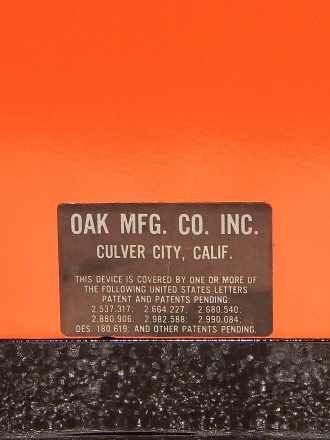 OAK MFG. CO. INC.
CULVER CITY, CALIF.
THIS DEVICE IS COVERED BY ONE OR MORE OF
THE FOLLOWING UNITED STATES LETTERS
PATENT AND PATENTS PENDING:
2,537,317; 2,664,227; 2,680,540;
2,880,906; 2,982,588; 2,990,084;
DES. 180,619; AND OTHER PATENTS PENDING.